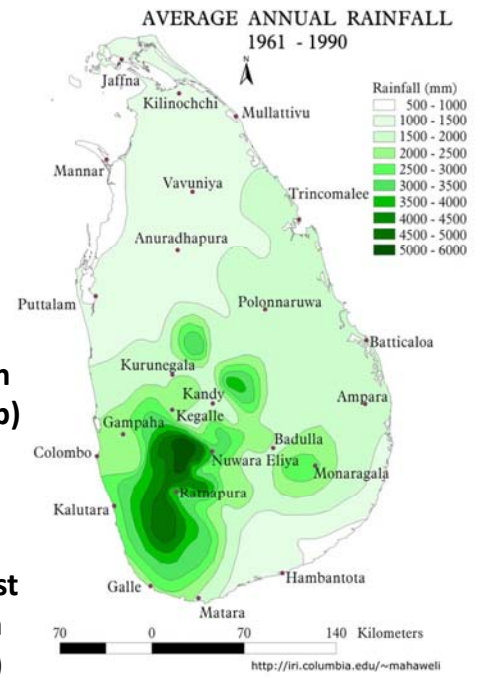 AVERAGE ANNUAL RAINFALL
1961 - 1990
N
Jaffna
Kilinochchi
Mullattivu
Mannar
Vavuniya
Trincomalee
Anuradhapura
Puttalam
Polonnaruwa
Batticaloa
Kurunegala
Kandy
Ampara
Kegalle
Gampaha
Badulla
Colombo
Nuwara Eliya
Monaragala
Ratnapura
Kalutara
Galle
Hambantota
Matara
Rainfall (mm)
500 - 1000
1000 - 1500
1500 - 2000
2000 - 2500
2500 - 3000
3000 - 3500
3500 - 4000
4000 - 4500
4500 - 5000
5000 - 6000
70 0 70 140 Kilometers
http://iri.columbia.edu/~mahaweli